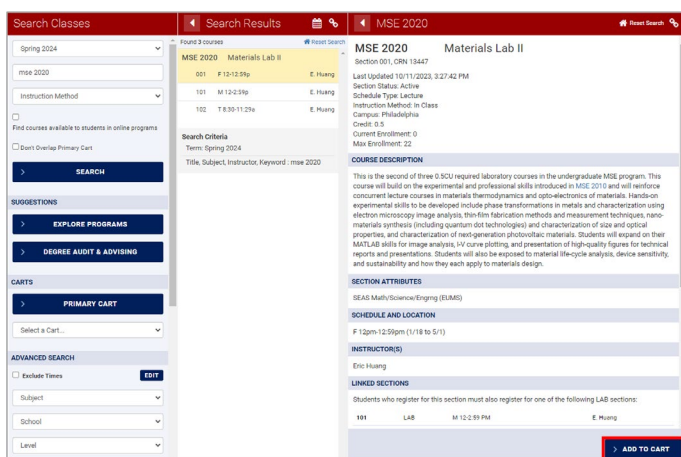 Search Classes
Spring 2024
mse 2020
Instruction Method
Find courses available to students in online programs
Don't Overlap Primary Cart
SEARCH
SUGGESTIONS
EXPLORE PROGRAMS
DEGREE AUDIT & ADVISING
CARTS
PRIMARY CART
Select a Cart...
ADVANCED SEARCH
Exclude Times EDIT
Subject
School
Level
Search Results
Found 3 courses Reset Search
MSE 2020 Materials Lab II
001 F 12-12:59p E. Huang
101 M 12-2:59p E. Huang
102 T 8:30-11:29a E. Huang
Search Criteria
Term: Spring 2024
Title, Subject, Instructor, Keyword : mse 2020
MSE 2020 Reset Search
MSE 2020 Materials Lab II
Section 001, CRN 13447
Last Updated 10/11/2023, 3:27:42 PM
Section Status: Active
Schedule Type: Lecture
Instruction Method: In Class
Campus: Philadelphia
Credit: 0.5
Current Enrollment: 0
Max Enrollment: 22
COURSE DESCRIPTION
This is the second of three 0.5CU required laboratory courses in the undergraduate MSE program. This
course will build on the experimental and professional skills introduced in MSE 2010 and will reinforce
concurrent lecture courses in materials thermodynamics and opto-electronics of materials. Hands-on
experimental skills to be developed include phase transformations in metals and characterization using
electron microscopy image analysis, thin-film fabrication methods and measurement techniques, nano-
materials synthesis (including quantum dot technologies) and characterization of size and optical
properties, and characterization of next-generation photovoltaic materials. Students will expand on their
MATLAB skills for image analysis, I-V curve plotting, and presentation of high-quality figures for technical
reports and presentations. Students will also be exposed to material life-cycle analysis, device sensitivity,
and sustainability and how they each apply to materials design.
SECTION ATTRIBUTES
SEAS Math/Science/Engrng (EUMS)
SCHEDULE AND LOCATION
F 12pm-12:59pm (1/18 to 5/1)
INSTRUCTOR(S)
Eric Huang
LINKED SECTIONS
Students who register for this section must also register for one of the following LAB sections:
101 LAB M 12-2:59 PM E. Huang
ADD TO CART